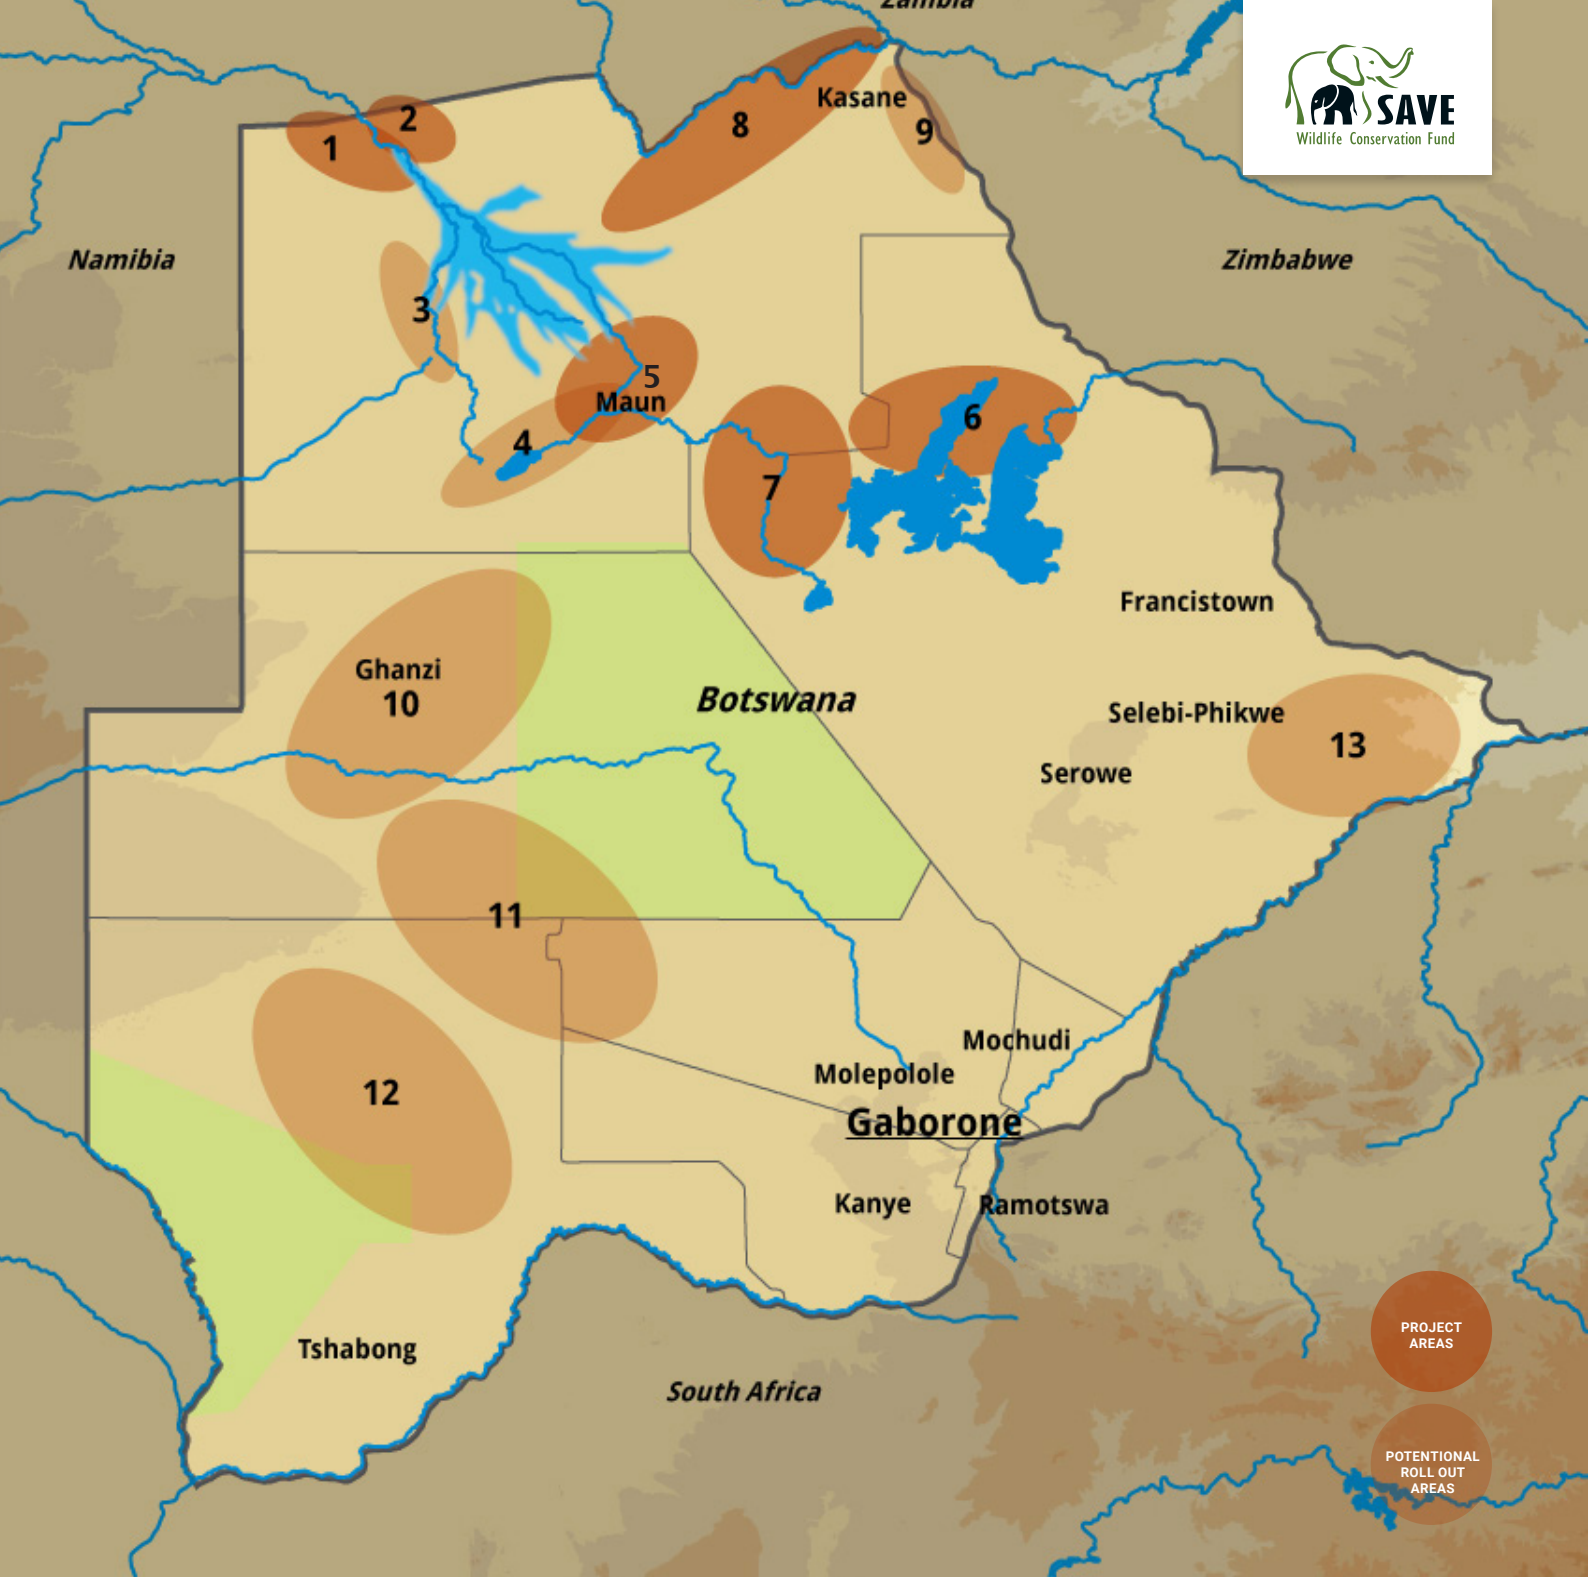 Zambia
SAVE
Wildlife Conservation Fund
Kasane
1
2
8
9
Namibia
Zimbabwe
3
5
Maun
4
6
7
Francistown
Ghanzi
10
Botswana
Selebi-Phikwe
13
Serowe
11
Mochudi
Molepolole
12
Gaborone
Kanye
Ramotswa
Tshabong
South Africa
PROJECT
AREAS
POTENTIONAL
ROLL OUT
AREAS